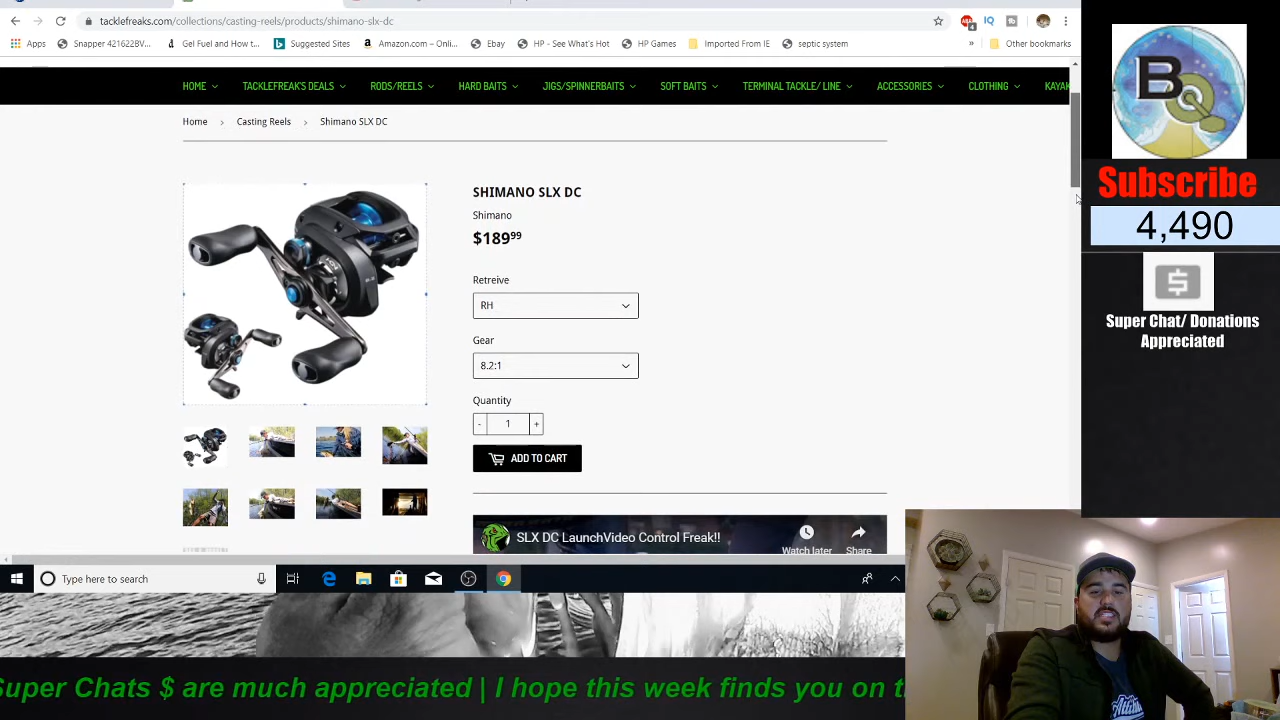 tacklefreaks.com/collections/casting-reels/products/shimano-slx-dc
Apps
Snapper 421622BV...
Gel Fuel and How t...
Suggested Sites
Amazon.com – Onli...
Ebay
HP - See What's Hot
HP Games
Imported From IE
septic system
»
Other bookmarks
HOME
TACKLEFREAK'S DEALS
RODS/REELS
HARD BAITS
JIGS/SPINNERBAITS
SOFT BAITS
TERMINAL TACKLE/ LINE
ACCESSORIES
CLOTHING
KAYAK
Home > Casting Reels > Shimano SLX DC
SHIMANO SLX DC
Shimano
$189.99
Retreive
RH
Gear
8.2:1
Quantity
- 1 +
ADD TO CART
SLX DC LaunchVideo Control Freak!!
Watch later
Share
Type here to search
BQ
Subscribe
4,490
$
Super Chat/ Donations
Appreciated
Super Chats $ are much appreciated | I hope this week finds you on t